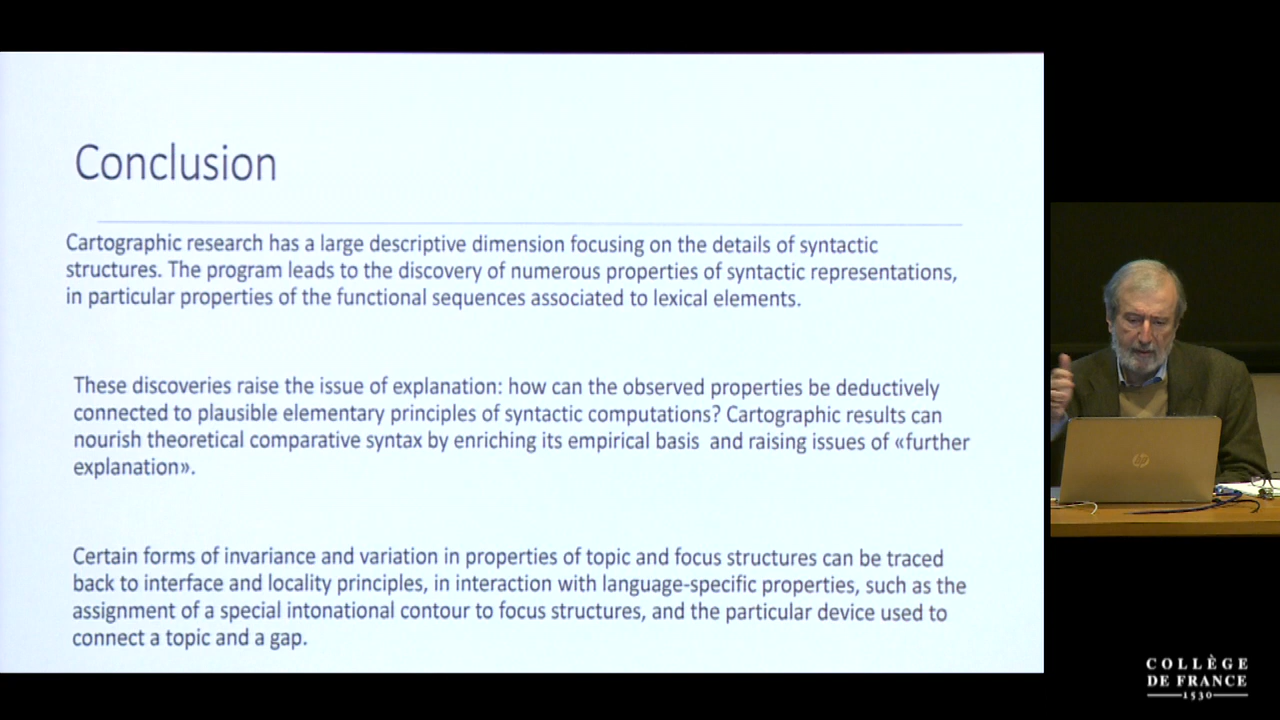 Conclusion
Cartographic research has a large descriptive dimension focusing on the details of syntactic
structures. The program leads to the discovery of numerous properties of syntactic representations,
in particular properties of the functional sequences associated to lexical elements.
These discoveries raise the issue of explanation: how can the observed properties be deductively
connected to plausible elementary principles of syntactic computations? Cartographic results can
nourish theoretical comparative syntax by enriching its empirical basis and raising issues of «further
explanation».
Certain forms of invariance and variation in properties of topic and focus structures can be traced
back to interface and locality principles, in interaction with language-specific properties, such as the
assignment of a special intonational contour to focus structures, and the particular device used to
connect a topic and a gap.
hp
COLLÈGE
DE FRANCE
1530